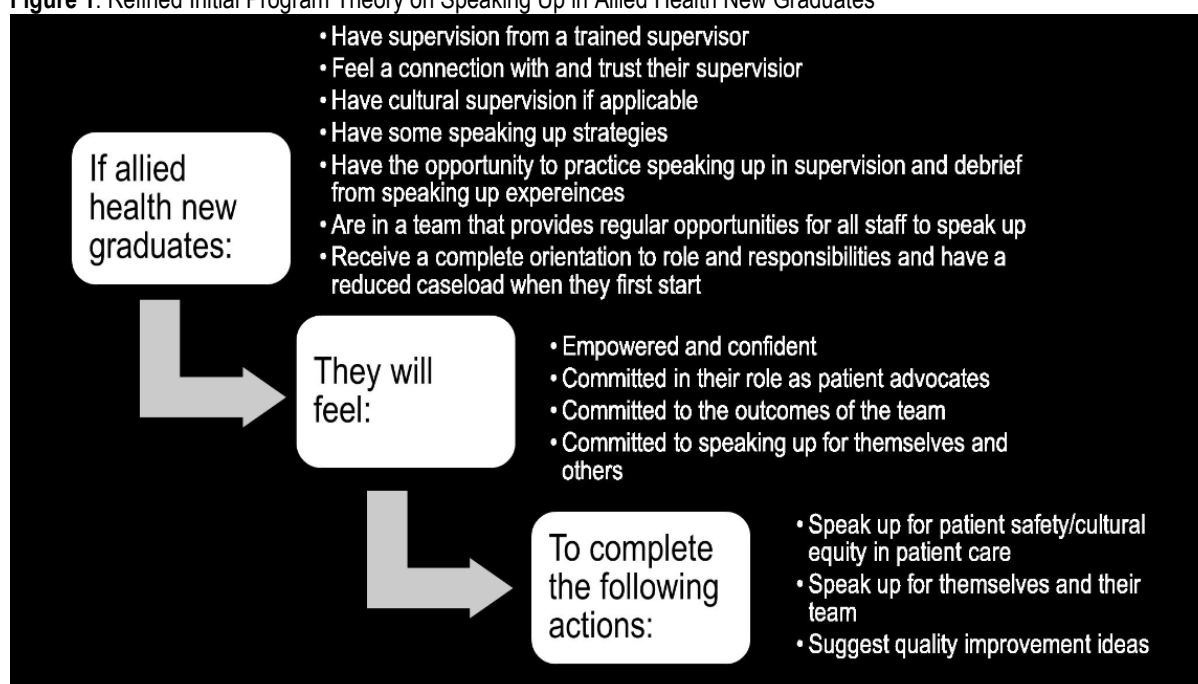 Figure 1. Refined Initial Program Theory on Speaking Up in Allied Health New Graduates
If allied
health new
graduates:
• Have supervision from a trained supervisor
• Feel a connection with and trust their supervisior
• Have cultural supervision if applicable
• Have some speaking up strategies
• Have the opportunity to practice speaking up in supervision and debrief
from speaking up expereinces
• Are in a team that provides regular opportunities for all staff to speak up
• Receive a complete orientation to role and responsibilities and have a
reduced caseload when they first start
They will
feel:
• Empowered and confident
• Committed in their role as patient advocates
• Committed to the outcomes of the team
• Committed to speaking up for themselves and
others
To complete
the following
actions:
• Speak up for patient safety/cultural
equity in patient care
• Speak up for themselves and their
team
• Suggest quality improvement ideas